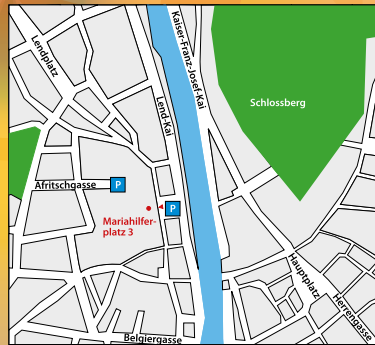 Lendplatz
Kaiser-Franz-Josef-Kai
Lend-Kai
Schlossberg
Afritschgasse
P
P
Mariahilfer-
platz 3
Hauptplatz
Herrengasse
Belgiergasse